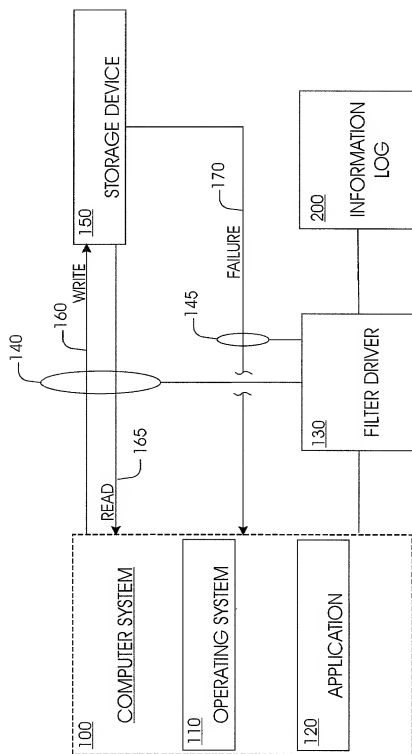 100
COMPUTER SYSTEM
110
OPERATING SYSTEM
120
APPLICATION
140
160
WRITE
READ
165
150
STORAGE DEVICE
145
FAILURE
170
130
FILTER DRIVER
200
INFORMATION
LOG